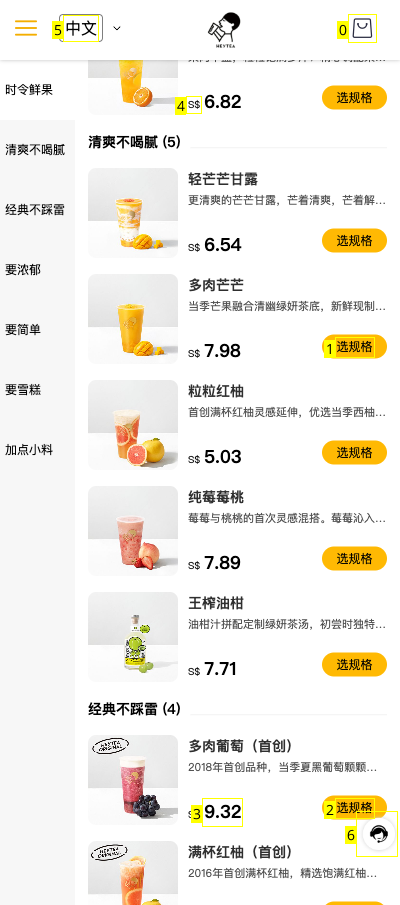 5 中文
HEYTEA
0
时令鲜果
清爽不喝腻
经典不踩雷
要浓郁
要简单
要雪糕
加点小料
4 S$ 6.82
选规格
清爽不喝腻 (5)
轻芒芒甘露
更清爽的芒芒甘露，芒着清爽，芒着解...
S$ 6.54
选规格
多肉芒芒
当季芒果融合清幽绿妍茶底，新鲜现制...
S$ 7.98
1 选规格
粒粒红柚
首创满杯红柚灵感延伸，优选当季西柚...
S$ 5.03
选规格
纯莓莓桃
莓莓与桃桃的首次灵感混搭。莓莓沁入...
S$ 7.89
选规格
王榨油柑
油柑汁拼配定制绿妍茶汤，初尝时独特...
S$ 7.71
选规格
经典不踩雷 (4)
HEYTEA
ORIGINAL
多肉葡萄（首创）
2018年首创品种，当季夏黑葡萄颗颗...
3 9.32
2 选规格
6
HEYTEA
ORIGINAL
满杯红柚（首创）
2016年首创满杯红柚，精选饱满红柚...